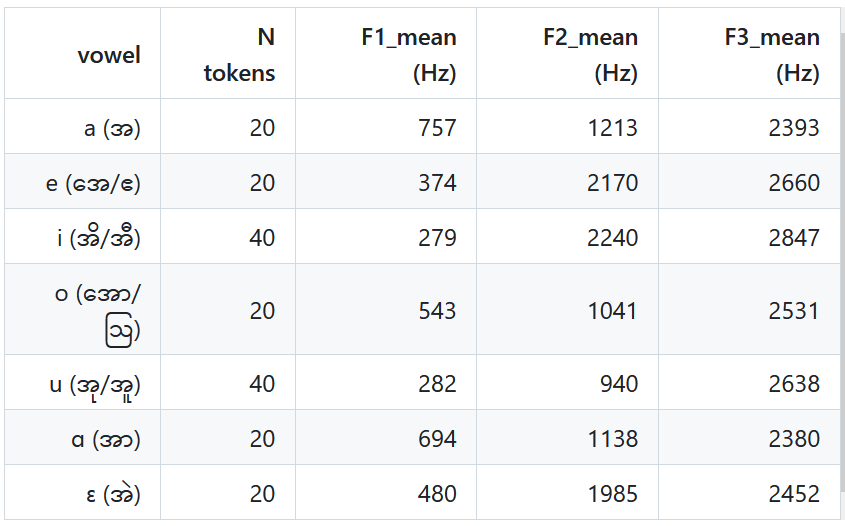 vowel N tokens F1_mean (Hz) F2_mean (Hz) F3_mean (Hz)
a (အ) 20 757 1213 2393
e (အေ/ဧ) 20 374 2170 2660
i (အိ/အီ) 40 279 2240 2847
o (အော/ဩ) 20 543 1041 2531
u (အု/အူ) 40 282 940 2638
ɑ (အာ) 20 694 1138 2380
ε (အဲ) 20 480 1985 2452